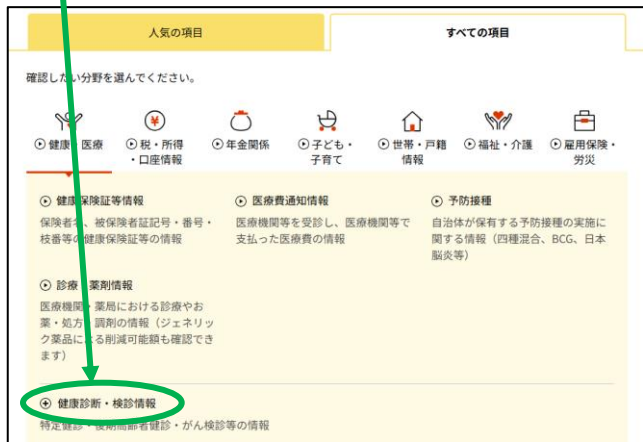 人気の項目
すべての項目
確認したい分野を選んでください。
健康・医療
税・所得
・口座情報
年金関係
子ども・
子育て
世帯・戸籍
情報
福祉・介護
雇用保険・
労災
健康保険証等情報
保険者名、被保険者証記号・番号・
枝番等の健康保険証等の情報
医療費通知情報
医療機関等を受診し、医療機関等で
支払った医療費の情報
予防接種
自治体が保有する予防接種の実施に
関する情報（四種混合、BCG、日本
脳炎等）
診療・薬剤情報
医療機関・薬局における診療やお
薬・処方・調剤の情報（ジェネリッ
ク薬品による削減可能額も確認でき
ます）
健康診断・検診情報
特定健診・後期高齢者健診・がん検診等の情報